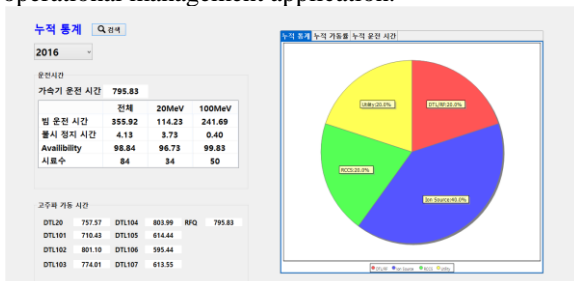 operational management application.
누적 통계 검색
2016
운전시간
가속기 운전 시간 795.83
전체 20MeV 100MeV
빔 운전 시간 355.92 114.23 241.69
불시 정지 시간 4.13 3.73 0.40
Availibility 98.84 96.73 99.83
시료수 84 34 50
고주파 가동 시간
DTL20 757.57 DTL104 803.99 RFQ 795.83
DTL101 710.43 DTL105 614.44
DTL102 801.10 DTL106 595.44
DTL103 774.01 DTL107 613.55
누적 통계 누적 가동률 누적 운전 시간
Utility:20.0% DTL/RF:20.0%
RCCS:20.0%
Ion Source:40.0%
DTL/RF Ion Source RCCS Utility